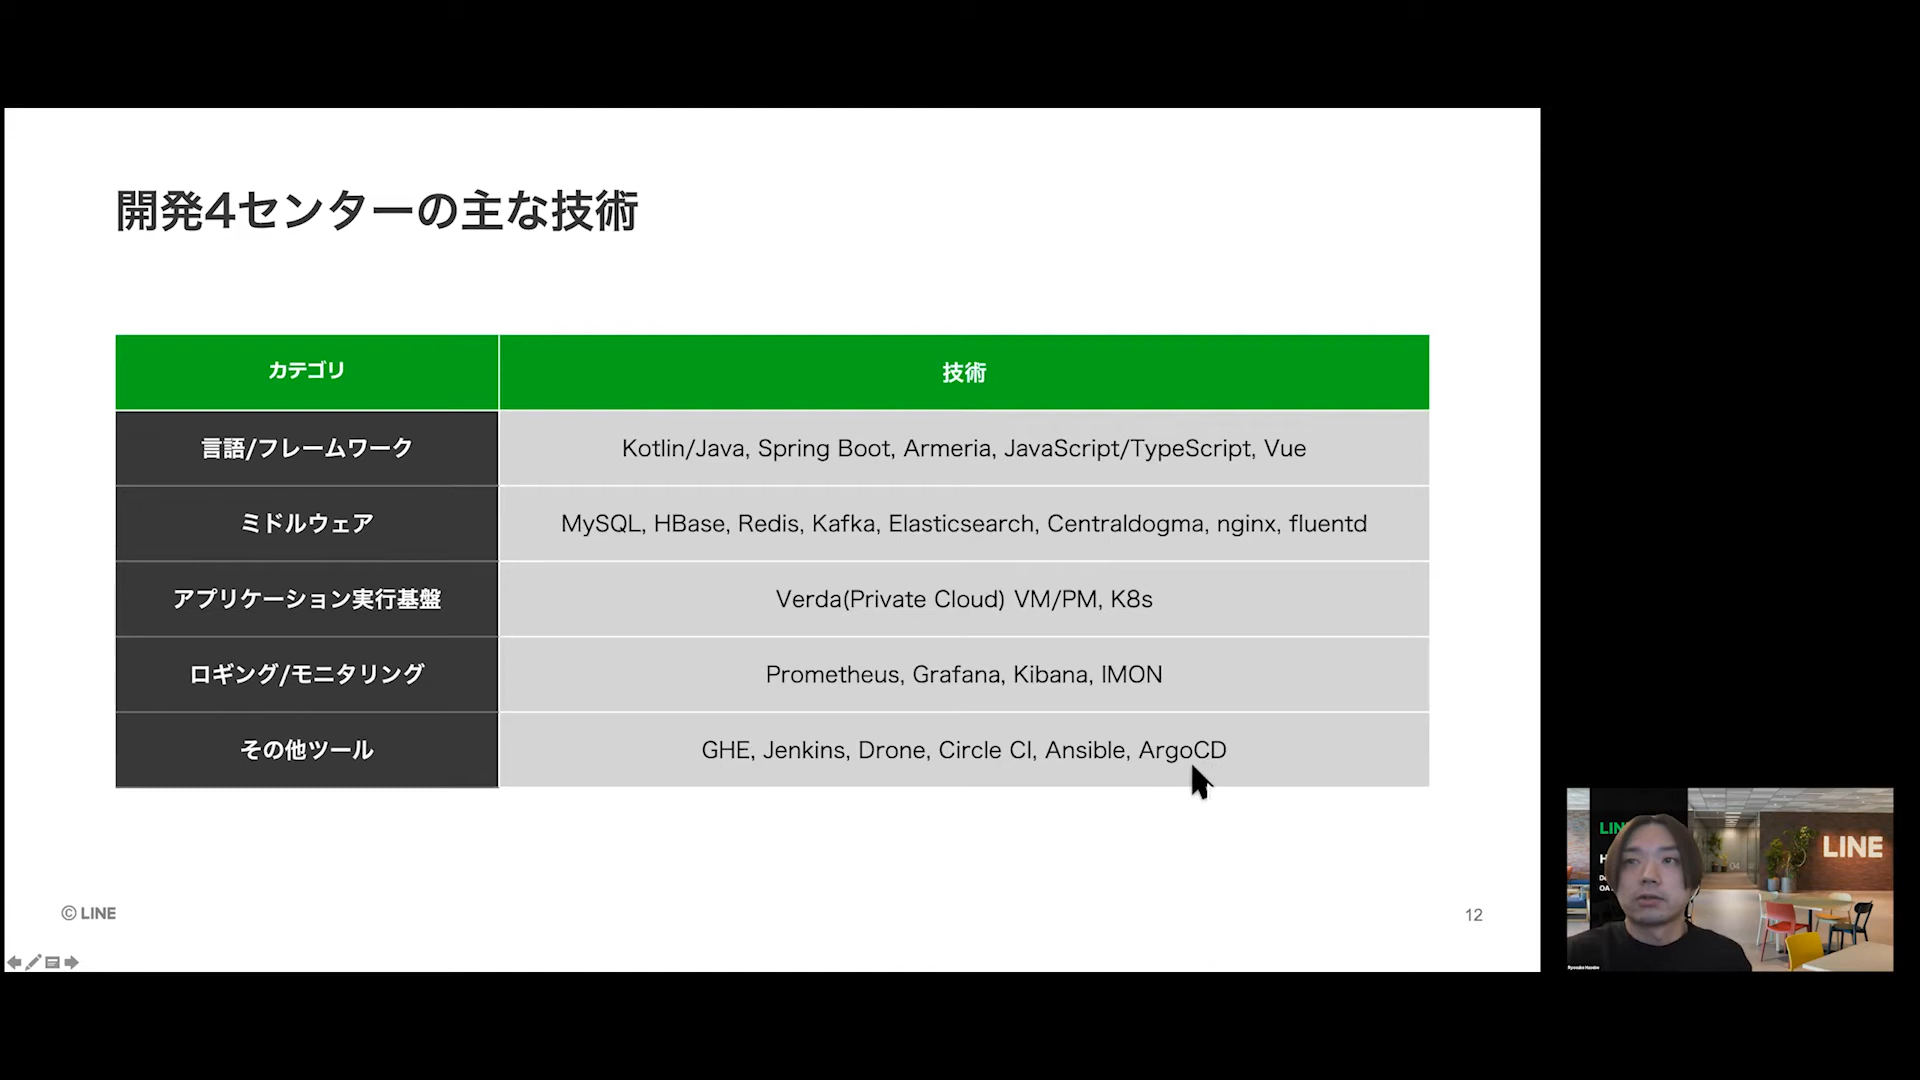 開発4センターの主な技術
カテゴリ 技術
言語/フレームワーク Kotlin/Java, Spring Boot, Armeria, JavaScript/TypeScript, Vue
ミドルウェア MySQL, HBase, Redis, Kafka, Elasticsearch, Centraldogma, nginx, fluentd
アプリケーション実行基盤 Verda(Private Cloud) VM/PM, K8s
ロギング/モニタリング Prometheus, Grafana, Kibana, IMON
その他ツール GHE, Jenkins, Drone, Circle CI, Ansible, ArgoCD
© LINE
12
LINE
04